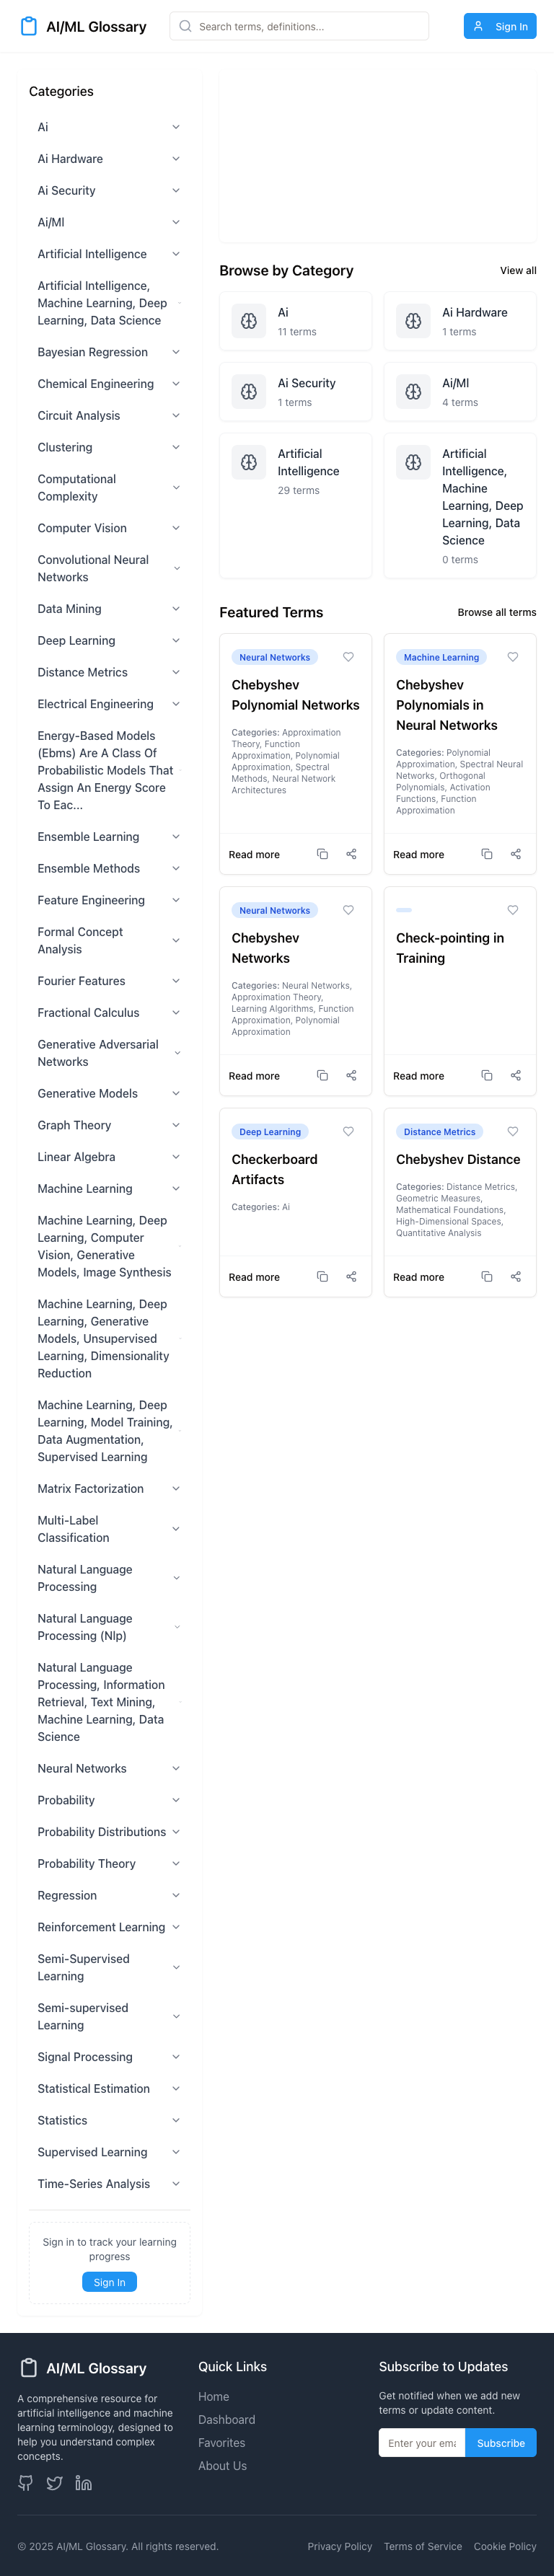 AI/ML Glossary
Search terms, definitions...
Sign In
Categories
Ai
Ai Hardware
Ai Security
Ai/Ml
Artificial Intelligence
Artificial Intelligence,
Machine Learning, Deep
Learning, Data Science
Bayesian Regression
Chemical Engineering
Circuit Analysis
Clustering
Computational
Complexity
Computer Vision
Convolutional Neural
Networks
Data Mining
Deep Learning
Distance Metrics
Electrical Engineering
Energy-Based Models
(Ebms) Are A Class Of
Probabilistic Models That
Assign An Energy Score
To Eac...
Ensemble Learning
Ensemble Methods
Feature Engineering
Formal Concept
Analysis
Fourier Features
Fractional Calculus
Generative Adversarial
Networks
Generative Models
Graph Theory
Linear Algebra
Machine Learning
Machine Learning, Deep
Learning, Computer
Vision, Generative
Models, Image Synthesis
Machine Learning, Deep
Learning, Generative
Models, Unsupervised
Learning, Dimensionality
Reduction
Machine Learning, Deep
Learning, Model Training,
Data Augmentation,
Supervised Learning
Matrix Factorization
Multi-Label
Classification
Natural Language
Processing
Natural Language
Processing (Nlp)
Natural Language
Processing, Information
Retrieval, Text Mining,
Machine Learning, Data
Science
Neural Networks
Probability
Probability Distributions
Probability Theory
Regression
Reinforcement Learning
Semi-Supervised
Learning
Semi-supervised
Learning
Signal Processing
Statistical Estimation
Statistics
Supervised Learning
Time-Series Analysis
Sign in to track your learning
progress
Sign In
Browse by Category
View all
Ai
11 terms
Ai Hardware
1 terms
Ai Security
1 terms
Ai/Ml
4 terms
Artificial
Intelligence
29 terms
Artificial
Intelligence,
Machine
Learning, Deep
Learning, Data
Science
0 terms
Featured Terms
Browse all terms
Neural Networks
Chebyshev
Polynomial Networks
Categories: Approximation
Theory, Function
Approximation, Polynomial
Approximation, Spectral
Methods, Neural Network
Architectures
Read more
Machine Learning
Chebyshev
Polynomials in
Neural Networks
Categories: Polynomial
Approximation, Spectral Neural
Networks, Orthogonal
Polynomials, Activation
Functions, Function
Approximation
Read more
Neural Networks
Chebyshev
Networks
Categories: Neural Networks,
Approximation Theory,
Learning Algorithms, Function
Approximation, Polynomial
Approximation
Read more
Check-pointing in
Training
Read more
Deep Learning
Checkerboard
Artifacts
Categories: Ai
Read more
Distance Metrics
Chebyshev Distance
Categories: Distance Metrics,
Geometric Measures,
Mathematical Foundations,
High-Dimensional Spaces,
Quantitative Analysis
Read more
AI/ML Glossary
A comprehensive resource for
artificial intelligence and machine
learning terminology, designed to
help you understand complex
concepts.
Quick Links
Home
Dashboard
Favorites
About Us
Subscribe to Updates
Get notified when we add new
terms or update content.
Enter your ema
Subscribe
© 2025 AI/ML Glossary. All rights reserved.
Privacy Policy
Terms of Service
Cookie Policy